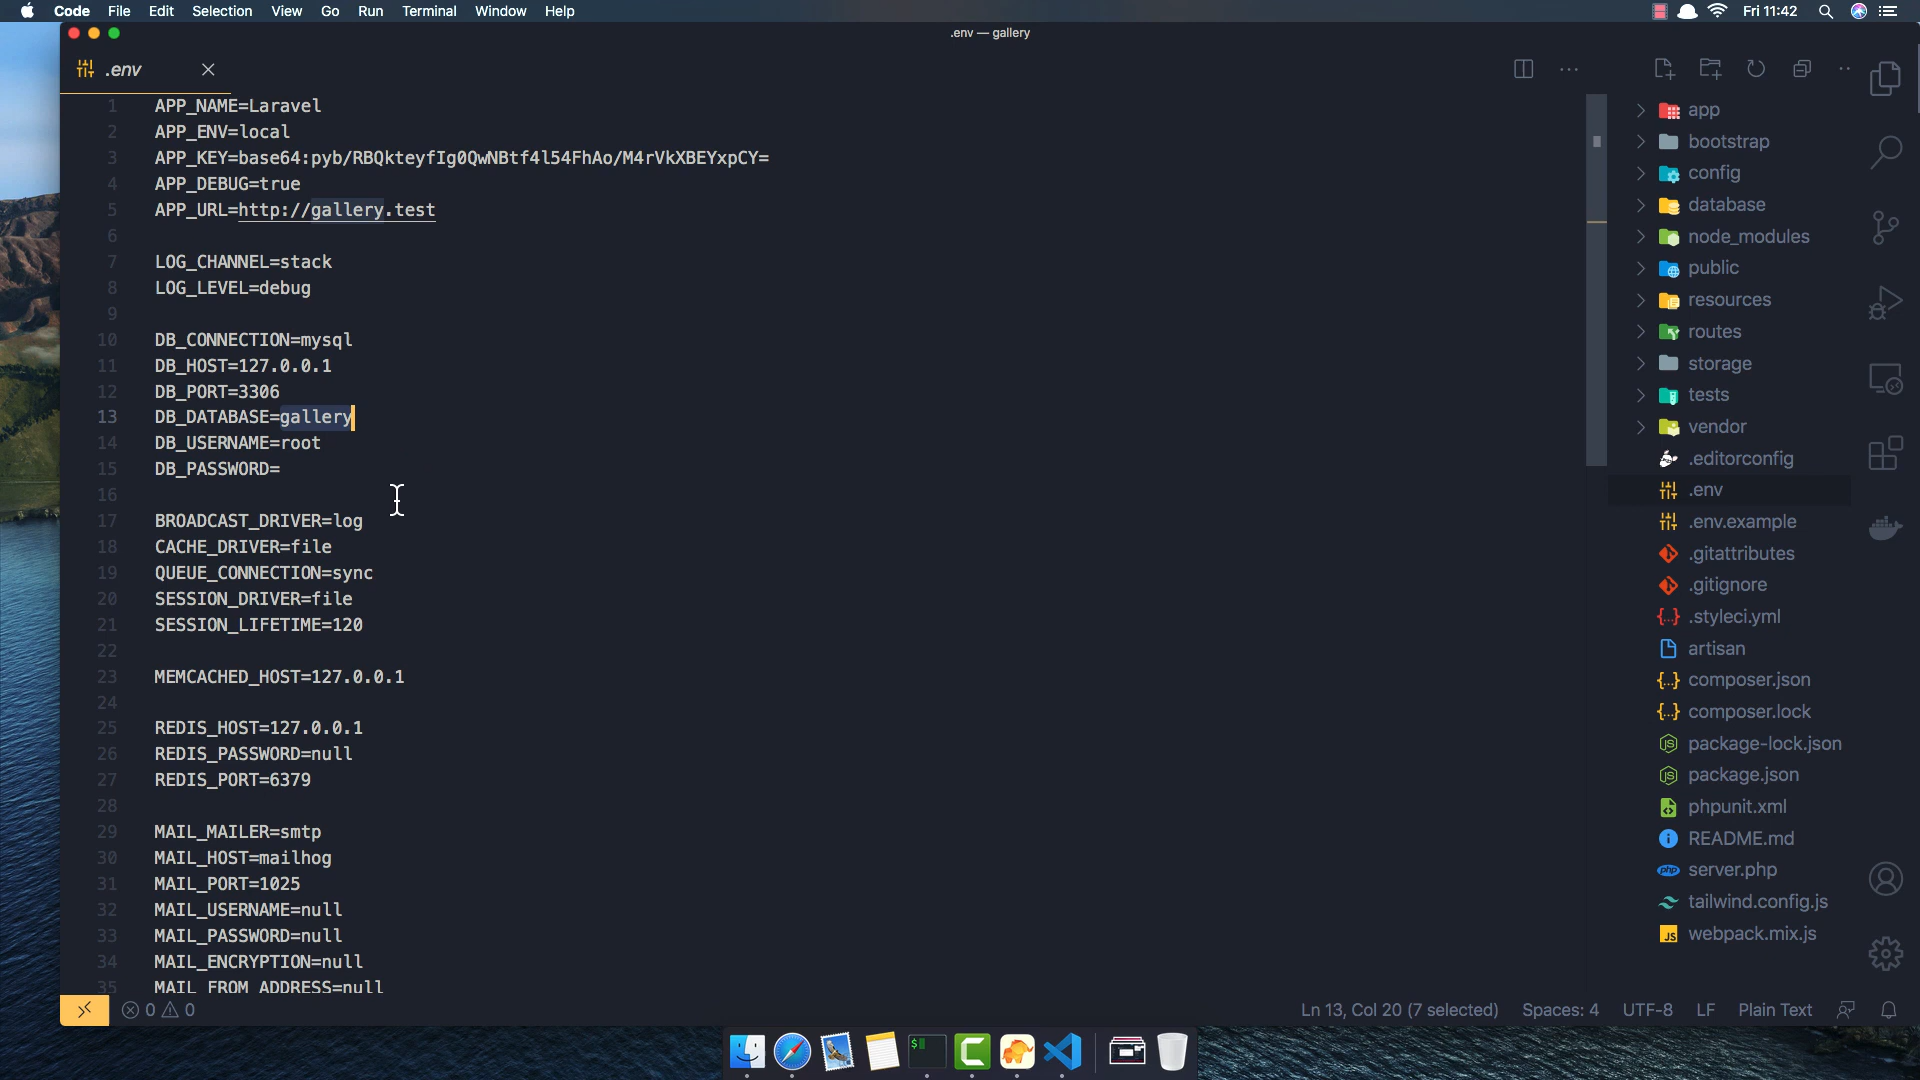 Code File Edit Selection View Go Run Terminal Window Help
Fri 11:42
.env — gallery
.env
1 APP_NAME=Laravel
2 APP_ENV=local
3 APP_KEY=base64:pyb/RBQkteyfIg0QwNBtf4l54FhAo/M4rVkXBEYxpCY=
4 APP_DEBUG=true
5 APP_URL=http://gallery.test
6
7 LOG_CHANNEL=stack
8 LOG_LEVEL=debug
9
10 DB_CONNECTION=mysql
11 DB_HOST=127.0.0.1
12 DB_PORT=3306
13 DB_DATABASE=gallery
14 DB_USERNAME=root
15 DB_PASSWORD=
16
17 BROADCAST_DRIVER=log
18 CACHE_DRIVER=file
19 QUEUE_CONNECTION=sync
20 SESSION_DRIVER=file
21 SESSION_LIFETIME=120
22
23 MEMCACHED_HOST=127.0.0.1
24
25 REDIS_HOST=127.0.0.1
26 REDIS_PASSWORD=null
27 REDIS_PORT=6379
28
29 MAIL_MAILER=smtp
30 MAIL_HOST=mailhog
31 MAIL_PORT=1025
32 MAIL_USERNAME=null
33 MAIL_PASSWORD=null
34 MAIL_ENCRYPTION=null
35 MAIL_FROM_ADDRESS=null
app
bootstrap
config
database
node_modules
public
resources
routes
storage
tests
vendor
.editorconfig
.env
.env.example
.gitattributes
.gitignore
.styleci.yml
artisan
composer.json
composer.lock
package-lock.json
package.json
phpunit.xml
README.md
server.php
tailwind.config.js
webpack.mix.js
0 0
Ln 13, Col 20 (7 selected) Spaces: 4 UTF-8 LF Plain Text